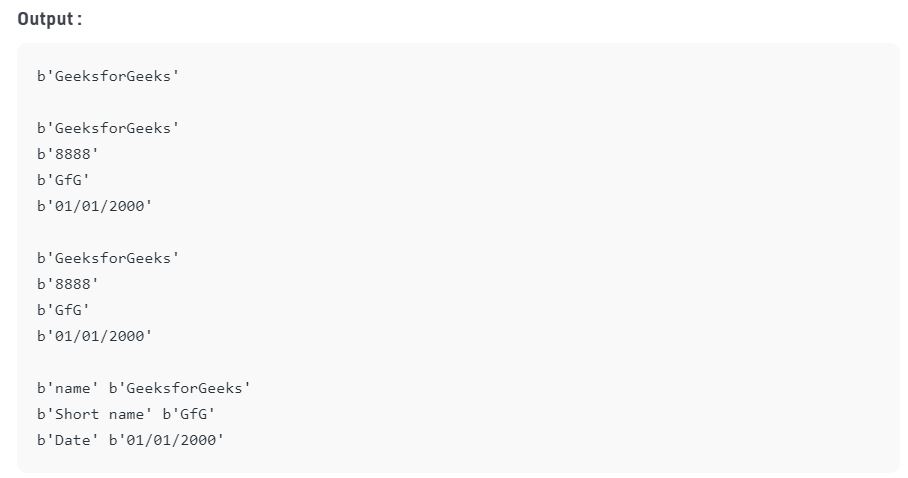 Output :
b'GeeksforGeeks'
b'GeeksforGeeks'
b'8888'
b'GfG'
b'01/01/2000'
b'GeeksforGeeks'
b'8888'
b'GfG'
b'01/01/2000'
b'name' b'GeeksforGeeks'
b'Short name' b'GfG'
b'Date' b'01/01/2000'